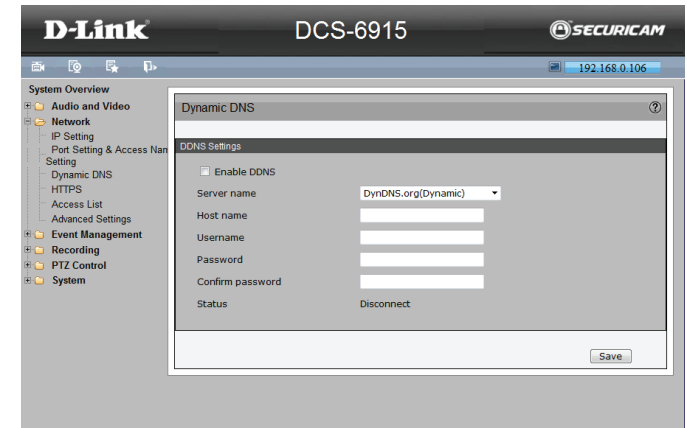 D-Link
DCS-6915
SECURICAM
192.168.0.106
System Overview
Audio and Video
Network
IP Setting
Port Setting & Access Nan
Setting
Dynamic DNS
HTTPS
Access List
Advanced Settings
Event Management
Recording
PTZ Control
System
Dynamic DNS
?
DDNS Settings
Enable DDNS
Server name DynDNS.org(Dynamic)
Host name
Username
Password
Confirm password
Status Disconnect
Save